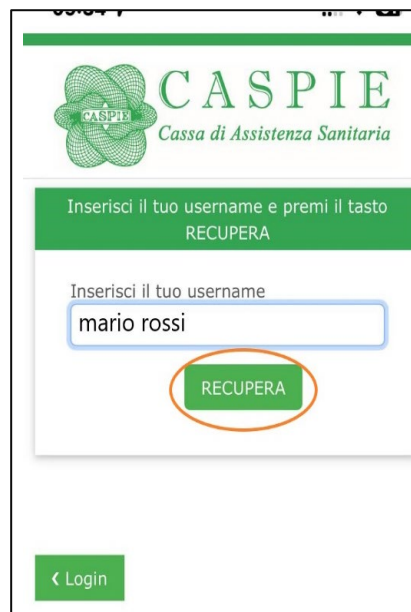 CASPIE
CASPIE
Cassa di Assistenza Sanitaria
Inserisci il tuo username e premi il tasto
RECUPERA
Inserisci il tuo username
mario rossi
RECUPERA
‹ Login